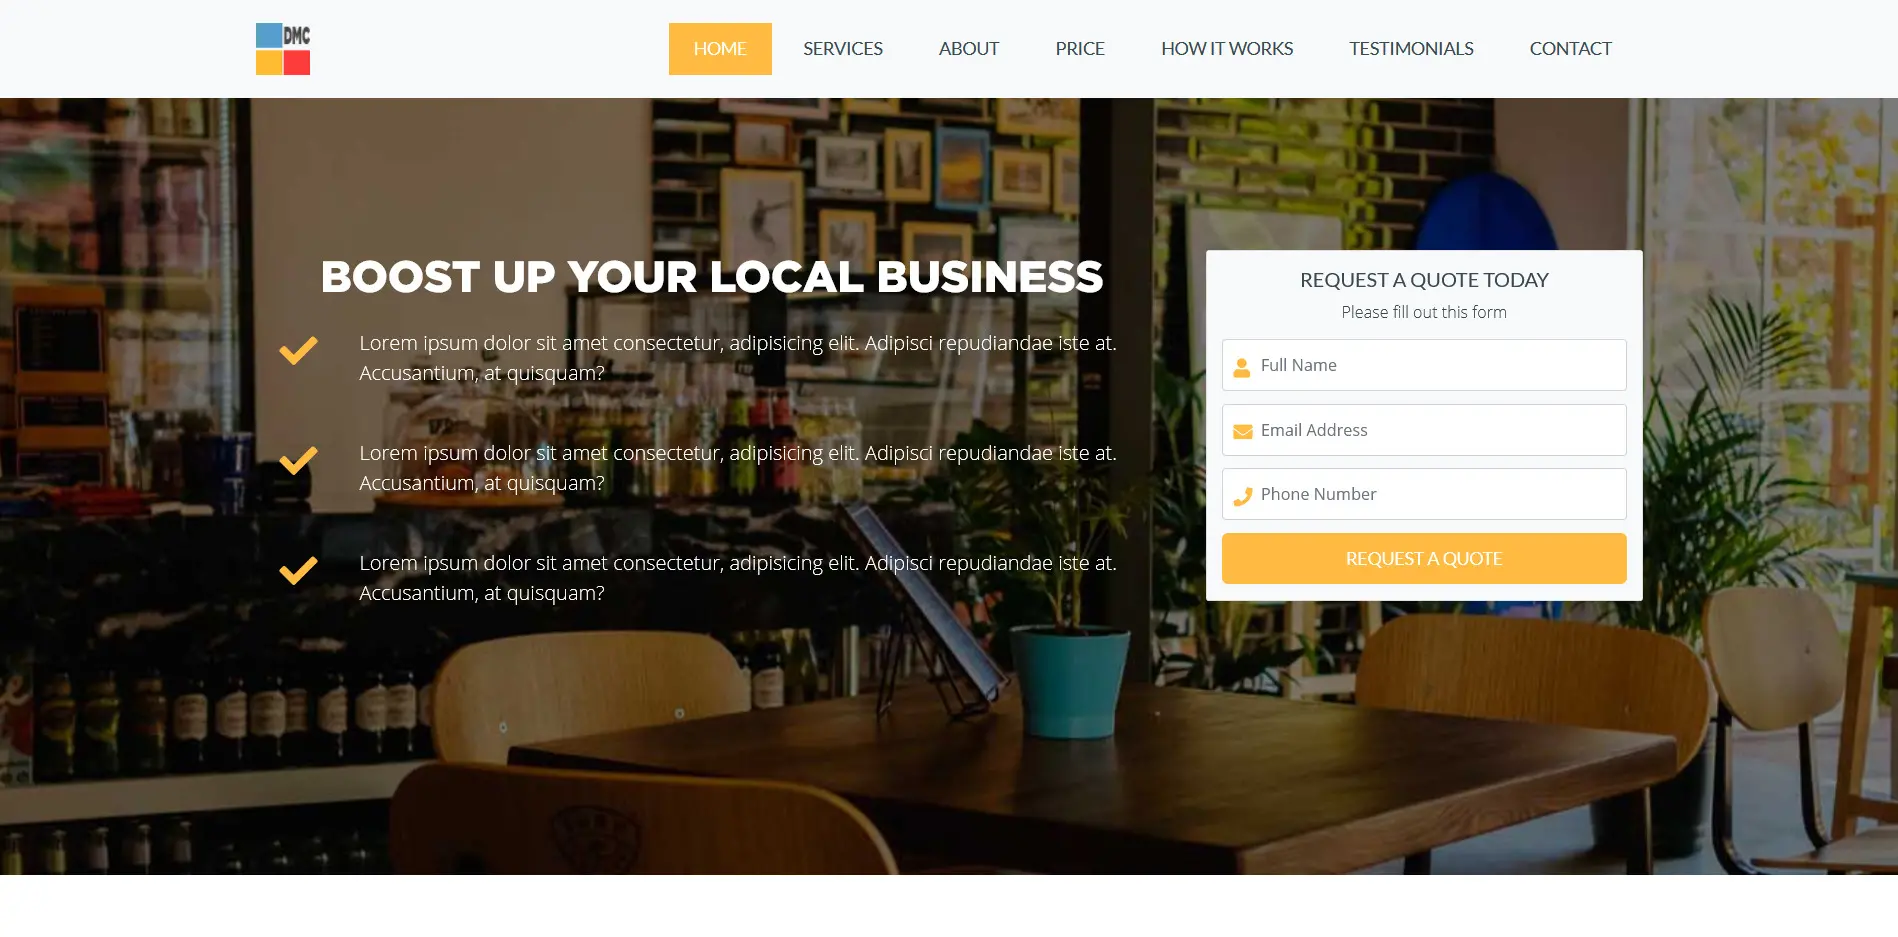 DMC
HOME
SERVICES
ABOUT
PRICE
HOW IT WORKS
TESTIMONIALS
CONTACT
BOOST UP YOUR LOCAL BUSINESS
Lorem ipsum dolor sit amet consectetur, adipisicing elit. Adipisci repudiandae iste at.
Accusantium, at quisquam?
Lorem ipsum dolor sit amet consectetur, adipisicing elit. Adipisci repudiandae iste at.
Accusantium, at quisquam?
Lorem ipsum dolor sit amet consectetur, adipisicing elit. Adipisci repudiandae iste at.
Accusantium, at quisquam?
REQUEST A QUOTE TODAY
Please fill out this form
Full Name
Email Address
Phone Number
REQUEST A QUOTE